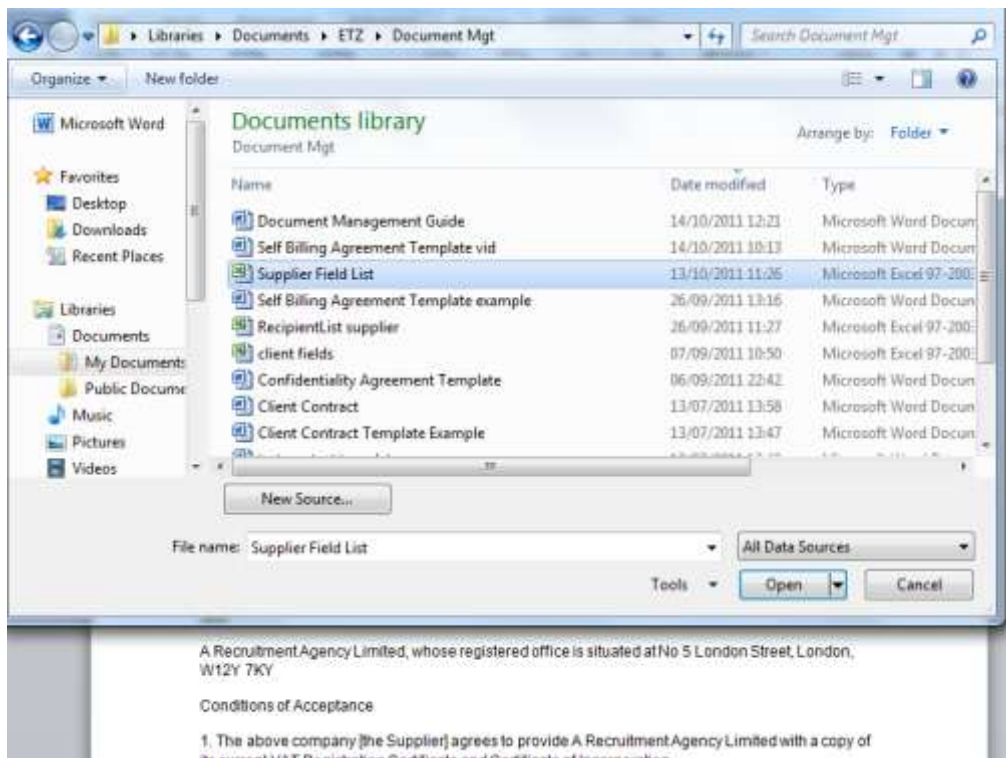 Libraries ▸ Documents ▸ ETZ ▸ Document Mgt
Search Document Mgt
Organize
New folder
Microsoft Word
Favorites
Desktop
Downloads
Recent Places
Libraries
Documents
My Documents
Public Docume
Music
Pictures
Videos
Documents library
Document Mgt
Arrange by: Folder
Name Date modified Type
Document Management Guide 14/10/2011 12:21 Microsoft Word Docum
Self Billing Agreement Template vid 14/10/2011 10:13 Microsoft Word Docum
Supplier Field List 13/10/2011 11:26 Microsoft Excel 97-200
Self Billing Agreement Template example 26/09/2011 13:16 Microsoft Word Docum
RecipientList supplier 26/09/2011 11:27 Microsoft Excel 97-200
client fields 07/09/2011 10:50 Microsoft Excel 97-200
Confidentiality Agreement Template 06/09/2011 22:42 Microsoft Word Docum
Client Contract 13/07/2011 13:58 Microsoft Word Docum
Client Contract Template Example 13/07/2011 13:47 Microsoft Word Docum
New Source...
File name: Supplier Field List
All Data Sources
Tools
Open
Cancel
A Recruitment Agency Limited, whose registered office is situated at No 5 London Street, London,
W12Y 7KY
Conditions of Acceptance
1. The above company [the Supplier] agrees to provide A Recruitment Agency Limited with a copy of